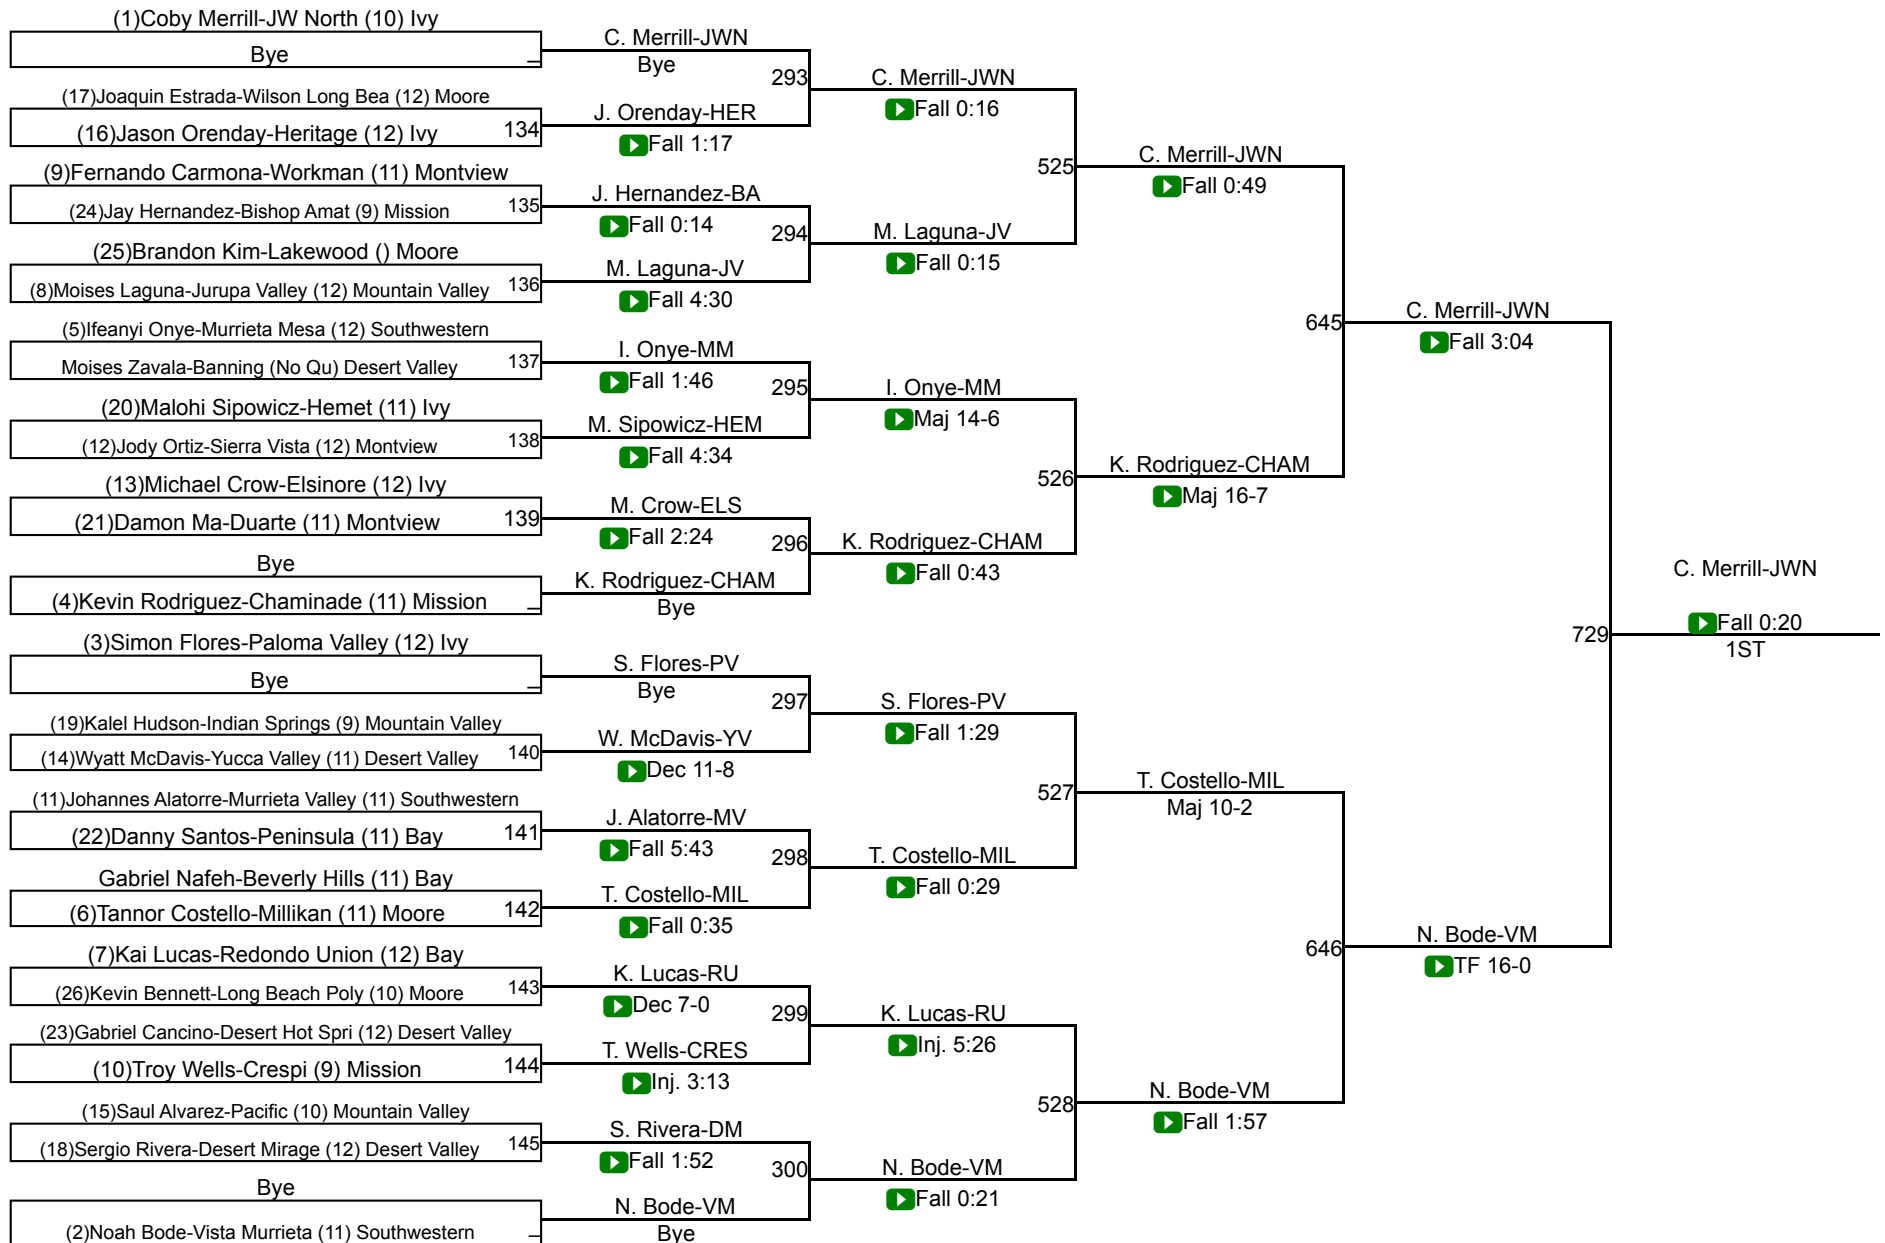 (1)Coby Merrill-JW North (10) Ivy
Bye
(17)Joaquin Estrada-Wilson Long Bea (12) Moore
(16)Jason Orenday-Heritage (12) Ivy 134
(9)Fernando Carmona-Workman (11) Montview
(24)Jay Hernandez-Bishop Amat (9) Mission 135
(25)Brandon Kim-Lakewood () Moore
(8)Moises Laguna-Jurupa Valley (12) Mountain Valley 136
(5)Ifeanyi Onye-Murrieta Mesa (12) Southwestern
Moises Zavala-Banning (No Qu) Desert Valley 137
(20)Malohi Sipowicz-Hemet (11) Ivy
(12)Jody Ortiz-Sierra Vista (12) Montview 138
(13)Michael Crow-Elsinore (12) Ivy
(21)Damon Ma-Duarte (11) Montview 139
Bye
(4)Kevin Rodriguez-Chaminade (11) Mission
(3)Simon Flores-Paloma Valley (12) Ivy
Bye
(19)Kalel Hudson-Indian Springs (9) Mountain Valley
(14)Wyatt McDavis-Yucca Valley (11) Desert Valley 140
(11)Johannes Alatorre-Murrieta Valley (11) Southwestern
(22)Danny Santos-Peninsula (11) Bay 141
Gabriel Nafeh-Beverly Hills (11) Bay
(6)Tannor Costello-Millikan (11) Moore 142
(7)Kai Lucas-Redondo Union (12) Bay
(26)Kevin Bennett-Long Beach Poly (10) Moore 143
(23)Gabriel Cancino-Desert Hot Spri (12) Desert Valley
(10)Troy Wells-Crespi (9) Mission 144
(15)Saul Alvarez-Pacific (10) Mountain Valley
(18)Sergio Rivera-Desert Mirage (12) Desert Valley 145
Bye
(2)Noah Bode-Vista Murrieta (11) Southwestern
C. Merrill-JWN
Bye
293
J. Orenday-HER
Fall 1:17
J. Hernandez-BA
Fall 0:14
294
M. Laguna-JV
Fall 4:30
I. Onye-MM
Fall 1:46
295
M. Sipowicz-HEM
Fall 4:34
M. Crow-ELS
Fall 2:24
296
K. Rodriguez-CHAM
Bye
S. Flores-PV
Bye
297
W. McDavis-YV
Dec 11-8
J. Alatorre-MV
Fall 5:43
298
T. Costello-MIL
Fall 0:35
K. Lucas-RU
Dec 7-0
299
T. Wells-CRES
Inj. 3:13
S. Rivera-DM
Fall 1:52
300
N. Bode-VM
Bye
C. Merrill-JWN
Fall 0:16
525
M. Laguna-JV
Fall 0:15
I. Onye-MM
Maj 14-6
526
K. Rodriguez-CHAM
Fall 0:43
S. Flores-PV
Fall 1:29
527
T. Costello-MIL
Fall 0:29
K. Lucas-RU
Inj. 5:26
528
N. Bode-VM
Fall 0:21
C. Merrill-JWN
Fall 0:49
645
K. Rodriguez-CHAM
Maj 16-7
T. Costello-MIL
Maj 10-2
646
N. Bode-VM
Fall 1:57
C. Merrill-JWN
Fall 3:04
729
N. Bode-VM
TF 16-0
C. Merrill-JWN
Fall 0:20
1ST